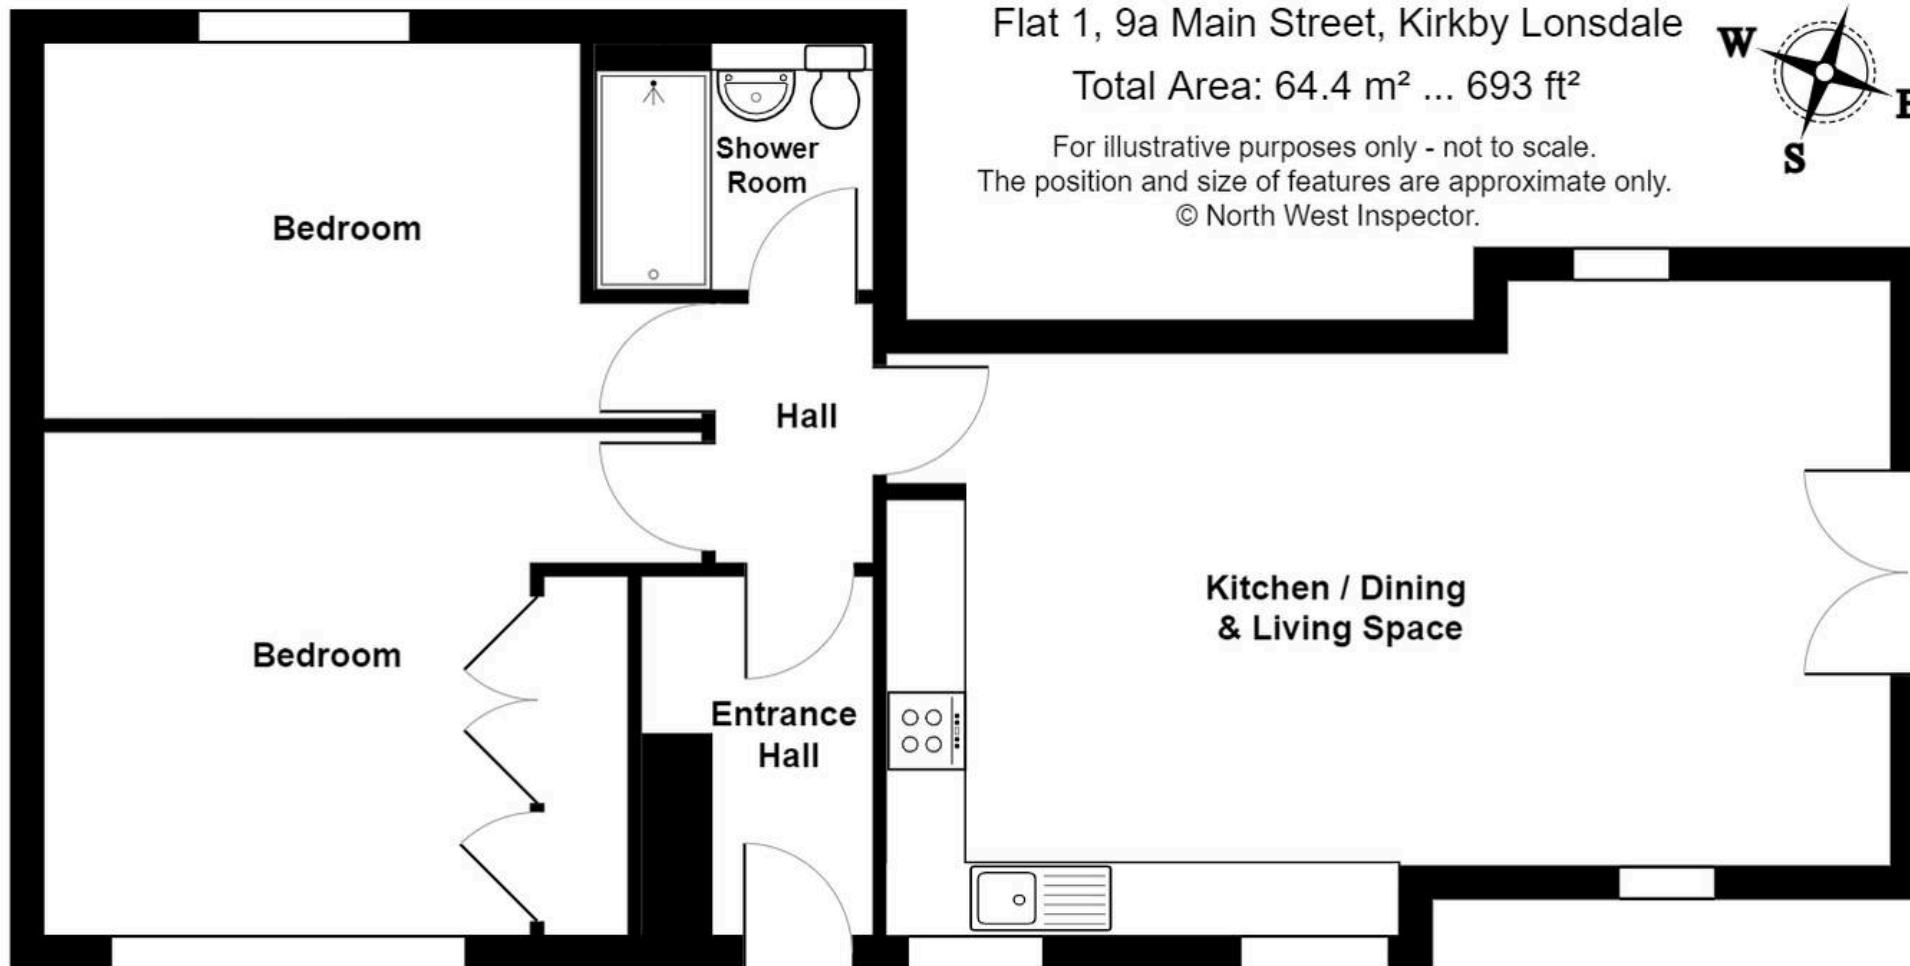 Flat 1, 9a Main Street, Kirkby Lonsdale
Total Area: 64.4 m² ... 693 ft²
For illustrative purposes only - not to scale.
The position and size of features are approximate only.
© North West Inspector.
W
E
S
Shower
Room
Bedroom
Hall
Kitchen / Dining
& Living Space
Bedroom
Entrance
Hall